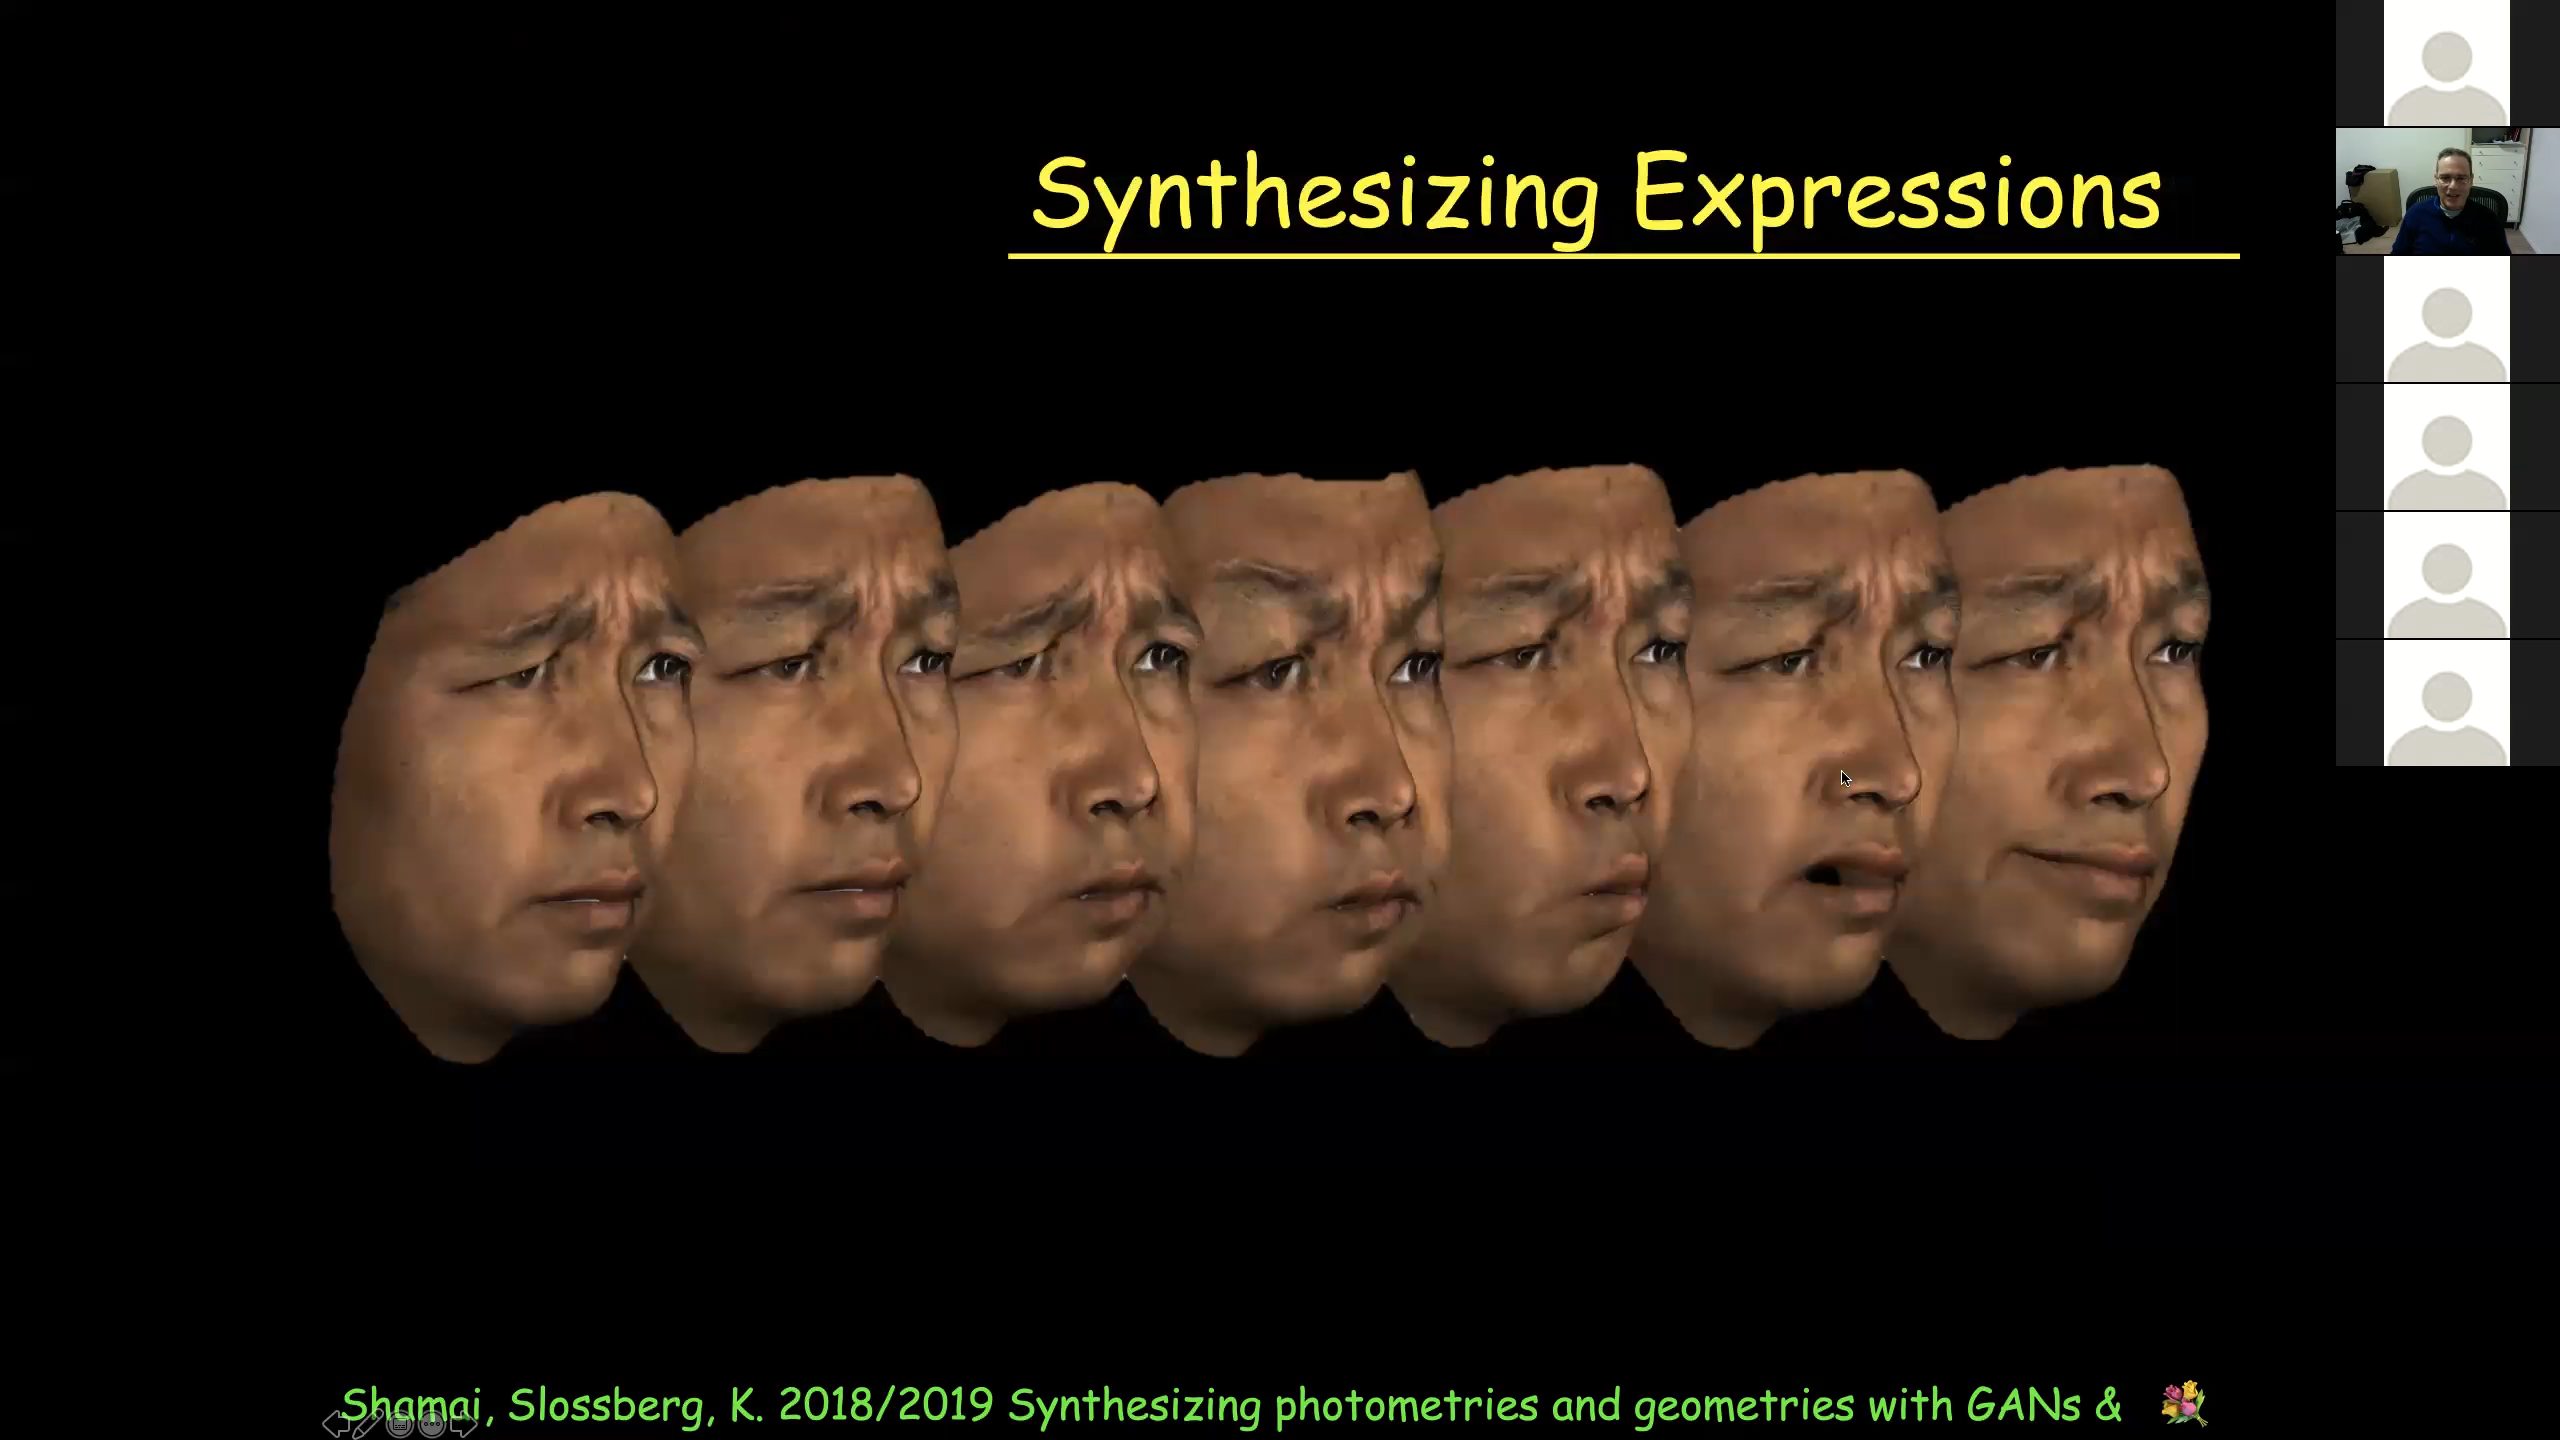 Synthesizing Expressions
Shamai, Slossberg, K. 2018/2019 Synthesizing photometries and geometries with GANs & 💐